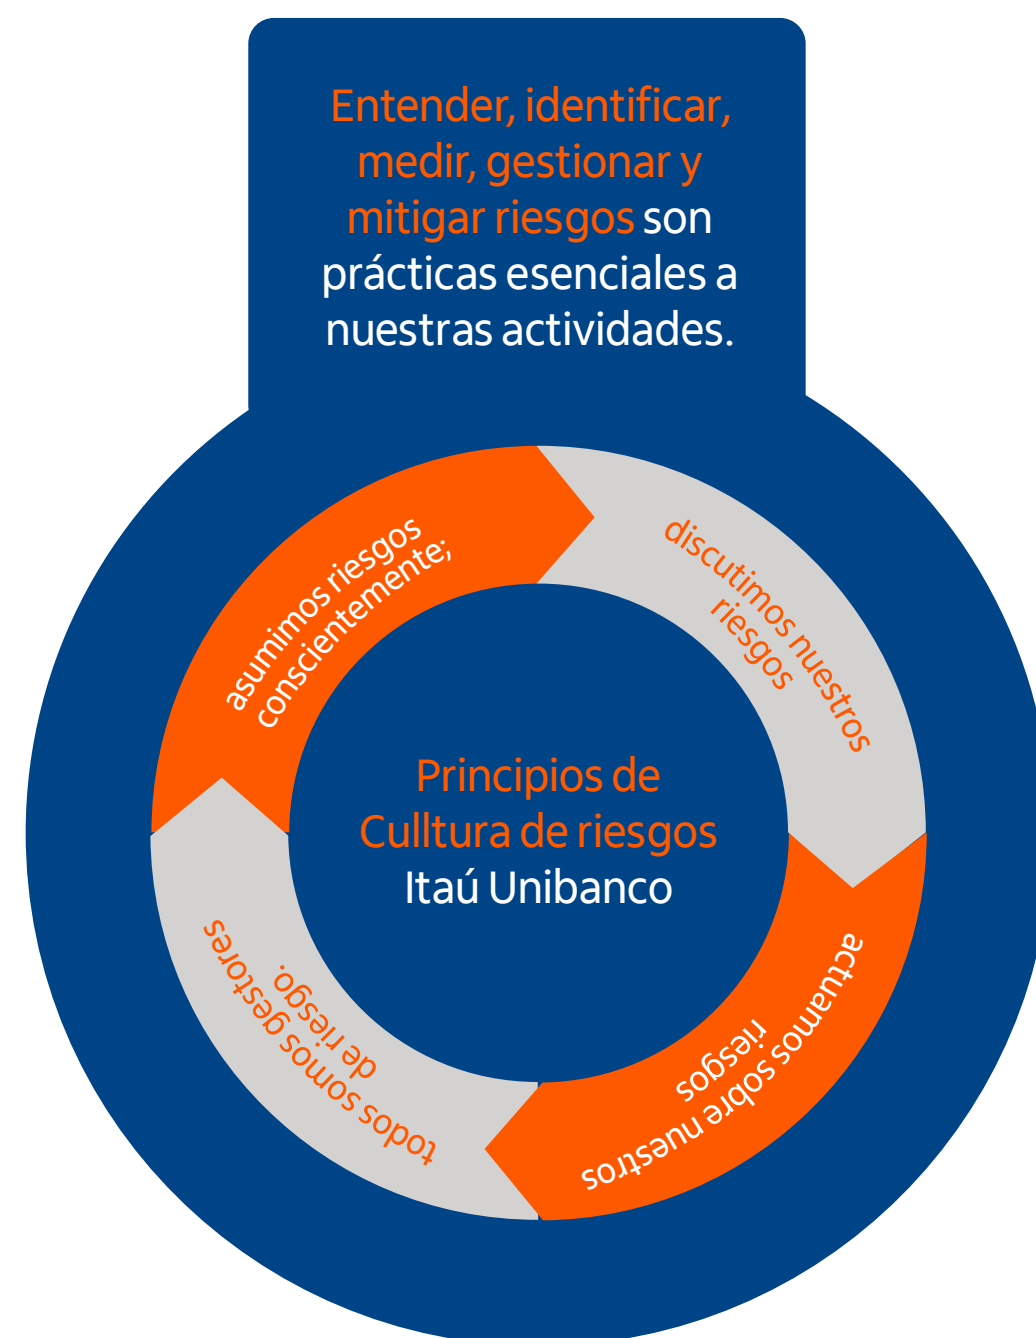 Entender, identificar,
medir, gestionar y
mitigar riesgos son
prácticas esenciales a
nuestras actividades.
asumimos riesgos
conscientemente;
discutimos nuestros
riesgos
actuamos sobre nuestros
riesgos
todos somos gestores
de riesgo.
Principios de
Culltura de riesgos
Itaú Unibanco